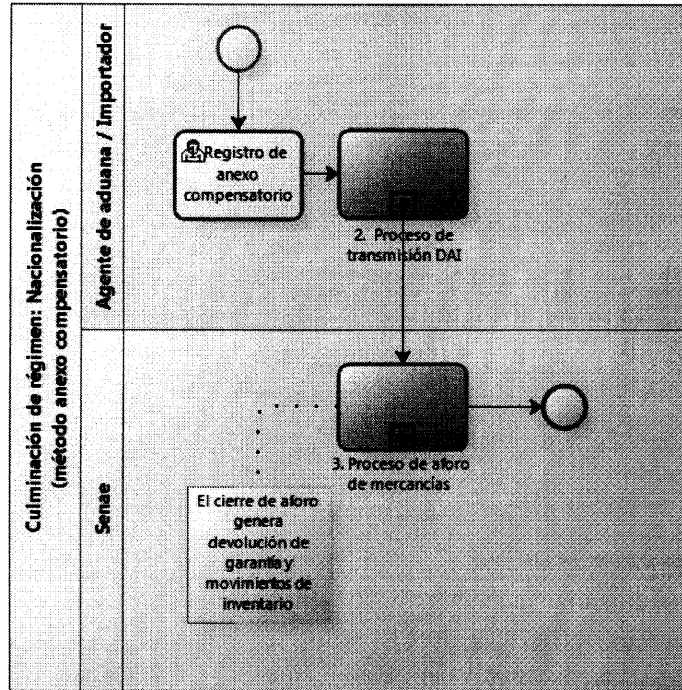 Culminación de régimen: Nacionalización
(método anexo compensatorio)
Agente de aduana / Importador
Registro de
anexo
compensatorio
2. Proceso de
transmisión DAI
Senae
3. Proceso de aforo
de mercancías
El cierre de aforo
genera
devolución de
garantía y
movimientos de
inventario